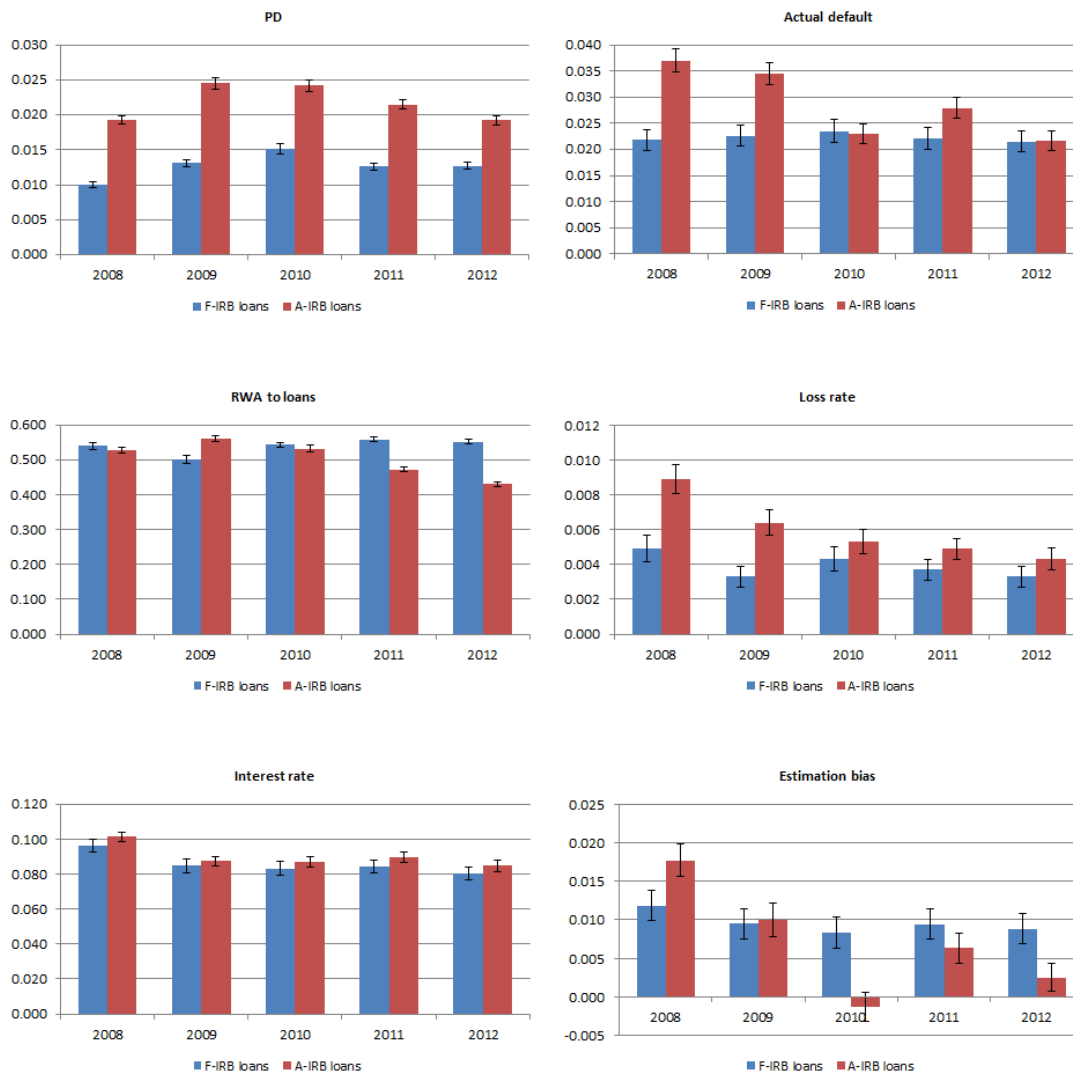 PD
0.030
0.025
0.020
0.015
0.010
0.005
0.000
2008 2009 2010 2011 2012
F-IRB loans A-IRB loans
Actual default
0.040
0.035
0.030
0.025
0.020
0.015
0.010
0.005
0.000
2008 2009 2010 2011 2012
F-IRB loans A-IRB loans
RWA to loans
0.600
0.500
0.400
0.300
0.200
0.100
0.000
2008 2009 2010 2011 2012
F-IRB loans A-IRB loans
Loss rate
0.012
0.010
0.008
0.006
0.004
0.002
0.000
2008 2009 2010 2011 2012
F-IRB loans A-IRB loans
Interest rate
0.120
0.100
0.080
0.060
0.040
0.020
0.000
2008 2009 2010 2011 2012
F-IRB loans A-IRB loans
Estimation bias
0.025
0.020
0.015
0.010
0.005
0.000
-0.005
2008 2009 2010 2011 2012
F-IRB loans A-IRB loans